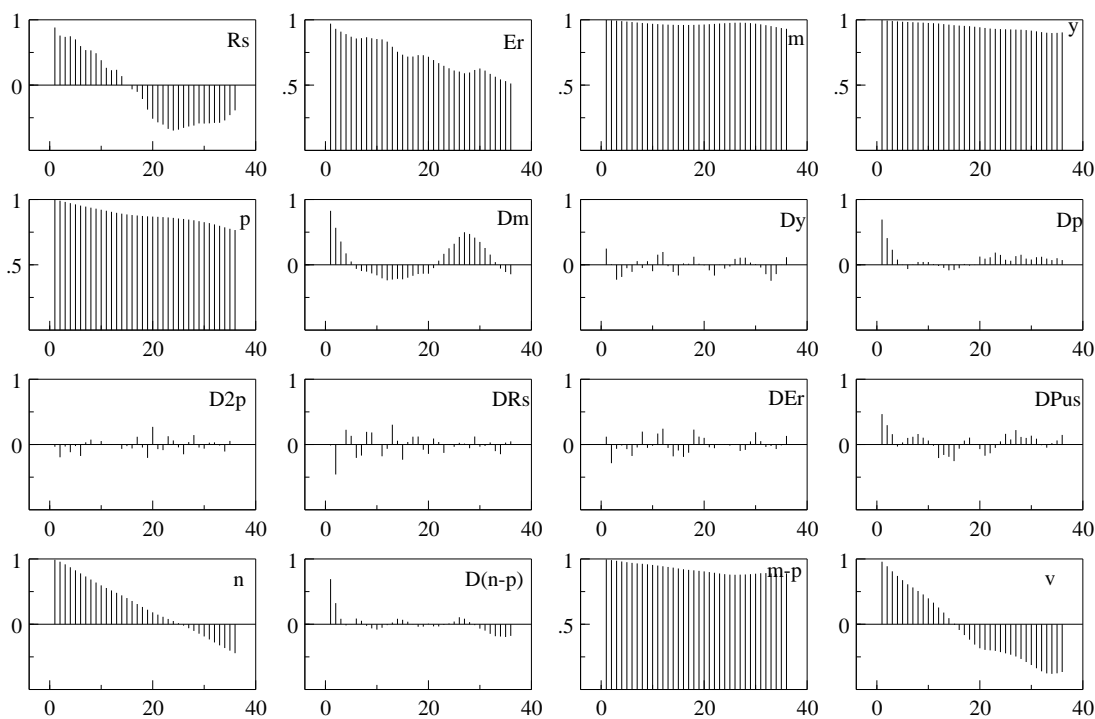 1 Rs 1 Er 1 m 1 y
0 .5 .5 .5
0 20 40 0 20 40 0 20 40 0 20 40
1 p 1 Dm 1 Dy 1 Dp
.5 0 0 0
0 20 40 0 20 40 0 20 40 0 20 40
1 D2p 1 DRs 1 DEr 1 DPus
0 0 0 0
0 20 40 0 20 40 0 20 40 0 20 40
1 n 1 D(n-p) 1 m-p 1 v
0 0 .5 0
0 20 40 0 20 40 0 20 40 0 20 40